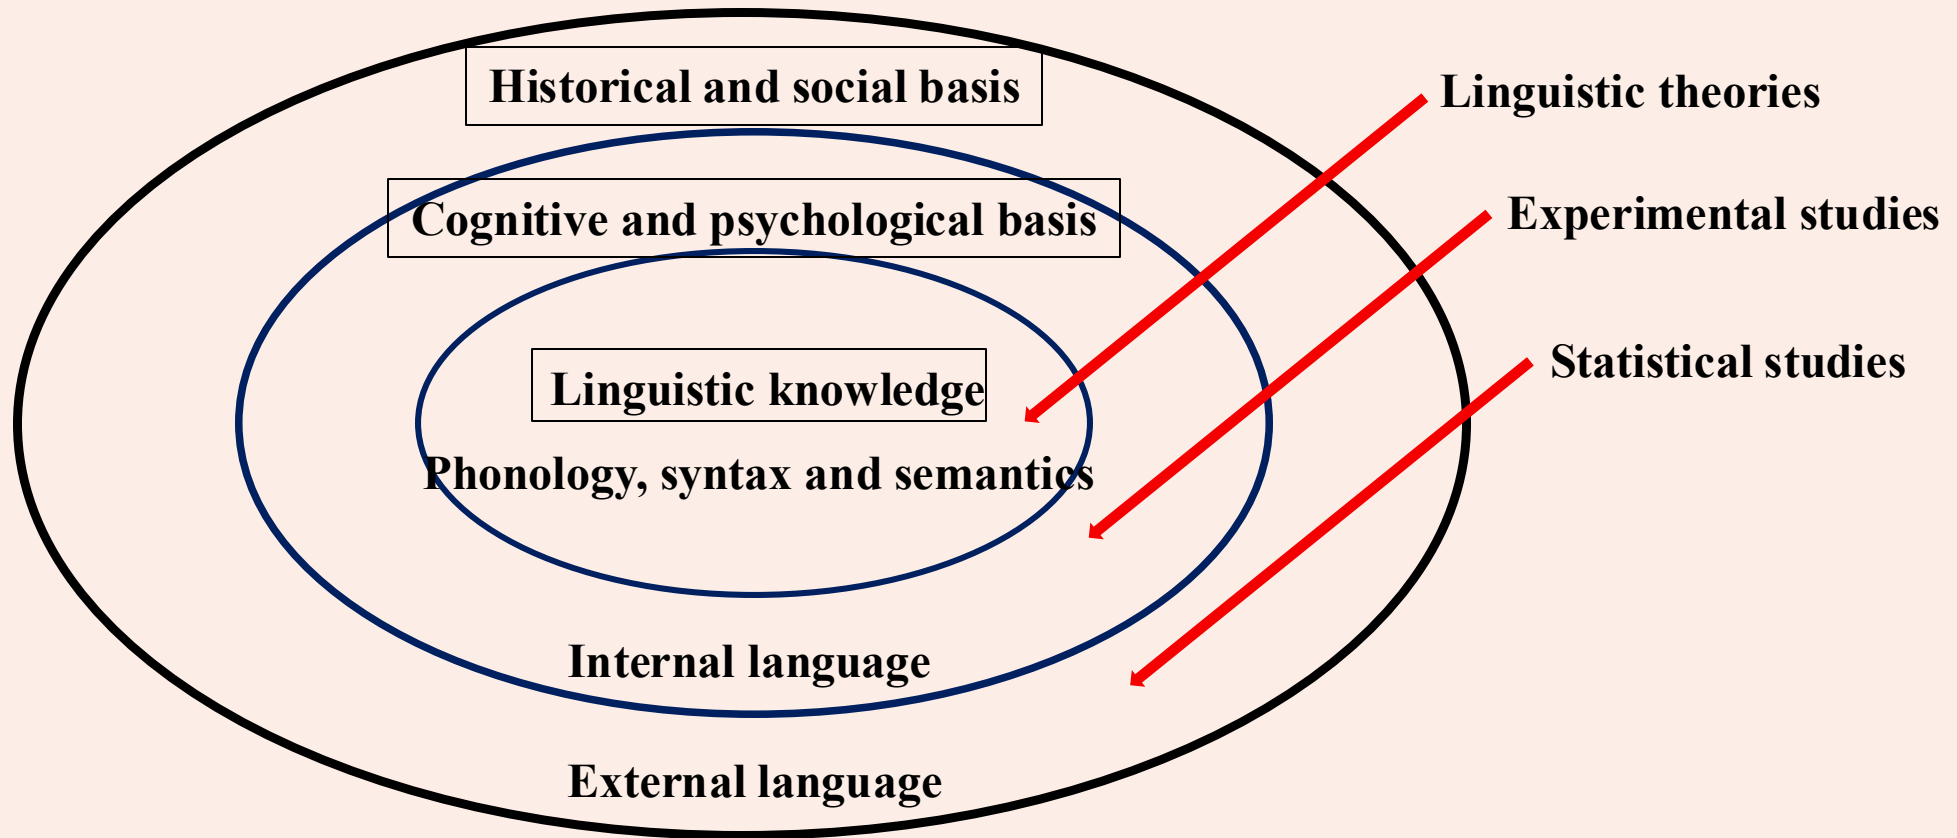 Historical and social basis
Linguistic theories
Cognitive and psychological basis
Experimental studies
Linguistic knowledge
Statistical studies
Phonology, syntax and semantics
Internal language
External language